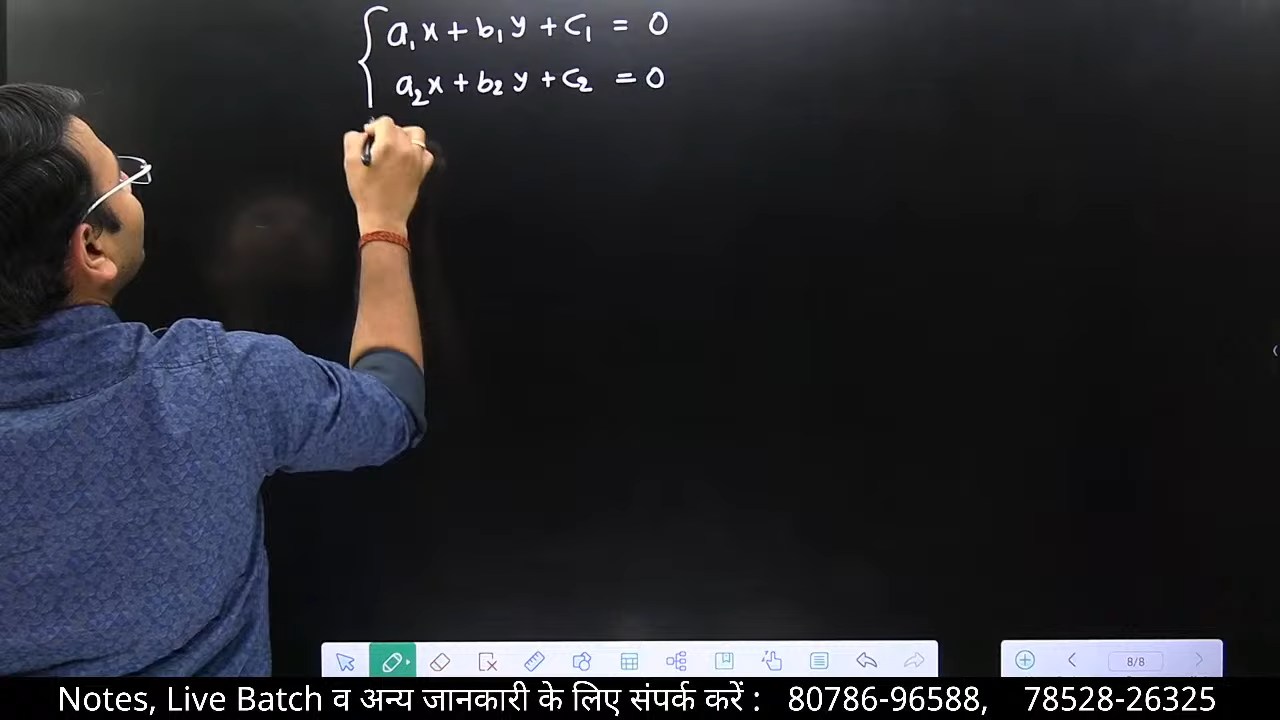 a₁x + b₁y + c₁ = 0
a₂x + b₂y + c₂ = 0
8/8
Notes, Live Batch व अन्य जानकारी के लिए संपर्क करें : 80786-96588, 78528-26325